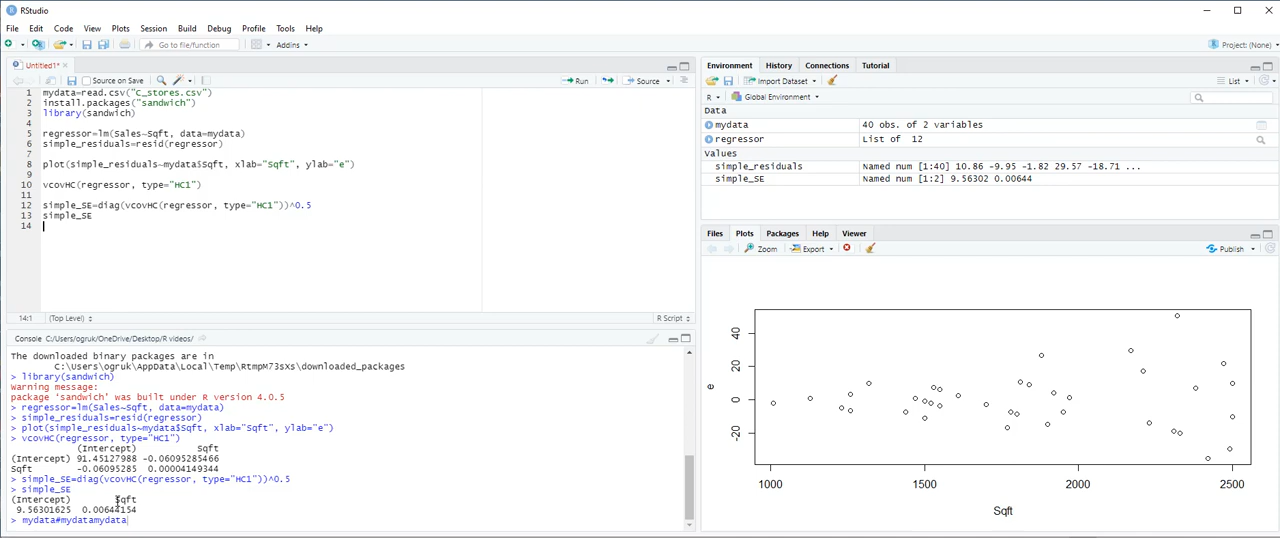 RStudio
File Edit Code View Plots Session Build Debug Profile Tools Help
Go to file/function Addins Project: (None)
Untitled1*
Source on Save Run Source
1 mydata=read.csv("C_stores.csv")
2 install.packages("sandwich")
3 library(sandwich)
4
5 regressor=lm(Sales~Sqft, data=mydata)
6 simple_residuals=resid(regressor)
7
8 plot(simple_residuals~mydata$Sqft, xlab="Sqft", ylab="e")
9
10 vcovHC(regressor, type="HC1")
11
12 simple_SE=diag(vcovHC(regressor, type="HC1"))^0.5
13 simple_SE
14
14:1 (Top Level) R Script
Console C:/Users/ogruk/OneDrive/Desktop/R videos/
The downloaded binary packages are in
C:\Users\ogruk\AppData\Local\Temp\RtmpM73sXs\downloaded_packages
> library(sandwich)
Warning message:
package 'sandwich' was built under R version 4.0.5
> regressor=lm(Sales~Sqft, data=mydata)
> simple_residuals=resid(regressor)
> plot(simple_residuals~mydata$Sqft, xlab="Sqft", ylab="e")
> vcovHC(regressor, type="HC1")
(Intercept) Sqft
(Intercept) 91.45127988 -0.06095285466
Sqft -0.06095285 0.00004149344
> simple_SE=diag(vcovHC(regressor, type="HC1"))^0.5
> simple_SE
(Intercept) Sqft
9.56301625 0.00644154
> mydata#mydatamydata
Environment History Connections Tutorial
Import Dataset List
R Global Environment
Data
mydata 40 obs. of 2 variables
regressor List of 12
Values
simple_residuals Named num [1:40] 10.86 -9.95 -1.82 29.57 -18.71 ...
simple_SE Named num [1:2] 9.56302 0.00644
Files Plots Packages Help Viewer
Zoom Export Publish
40
20
0
-20
e
1000 1500 2000 2500
Sqft